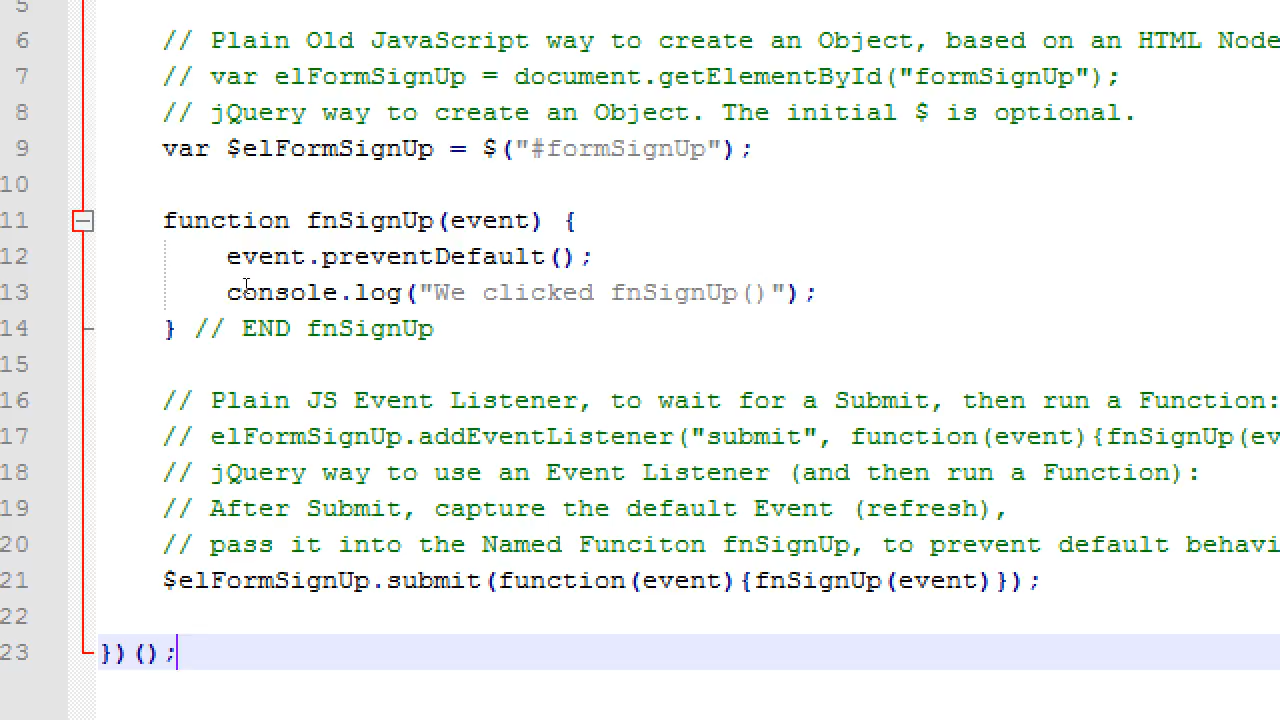 5
6 // Plain Old JavaScript way to create an Object, based on an HTML Node
7 // var elFormSignUp = document.getElementById("formSignUp");
8 // jQuery way to create an Object. The initial $ is optional.
9 var $elFormSignUp = $("#formSignUp");
10
11 function fnSignUp(event) {
12 event.preventDefault();
13 console.log("We clicked fnSignUp()");
14 } // END fnSignUp
15
16 // Plain JS Event Listener, to wait for a Submit, then run a Function:
17 // elFormSignUp.addEventListener("submit", function(event){fnSignUp(ev
18 // jQuery way to use an Event Listener (and then run a Function):
19 // After Submit, capture the default Event (refresh),
20 // pass it into the Named Funciton fnSignUp, to prevent default behavi
21 $elFormSignUp.submit(function(event){fnSignUp(event)});
22
23 })();